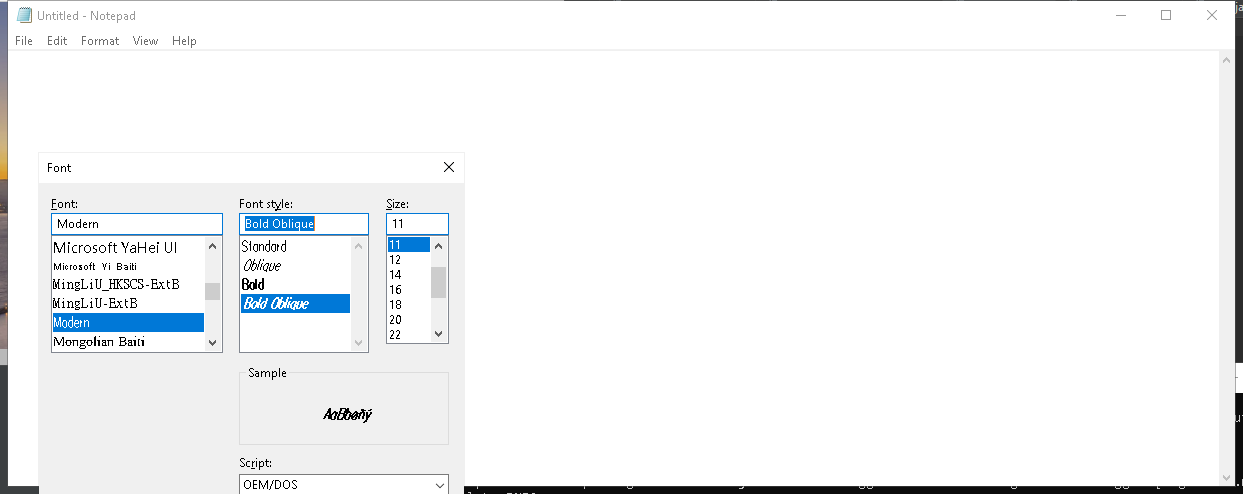 Untitled - Notepad
File Edit Format View Help
Font
Font: Font style: Size:
Modern Bold Oblique 11
Microsoft YaHei UI Standard 11
Microsoft Yi Baiti Oblique 12
MingLiU_HKSCS-ExtB Bold 14
MingLiU-ExtB Bold Oblique 16
Modern 18
Mongolian Baiti 20
22
Sample
AaBbøñý
Script:
OEM/DOS